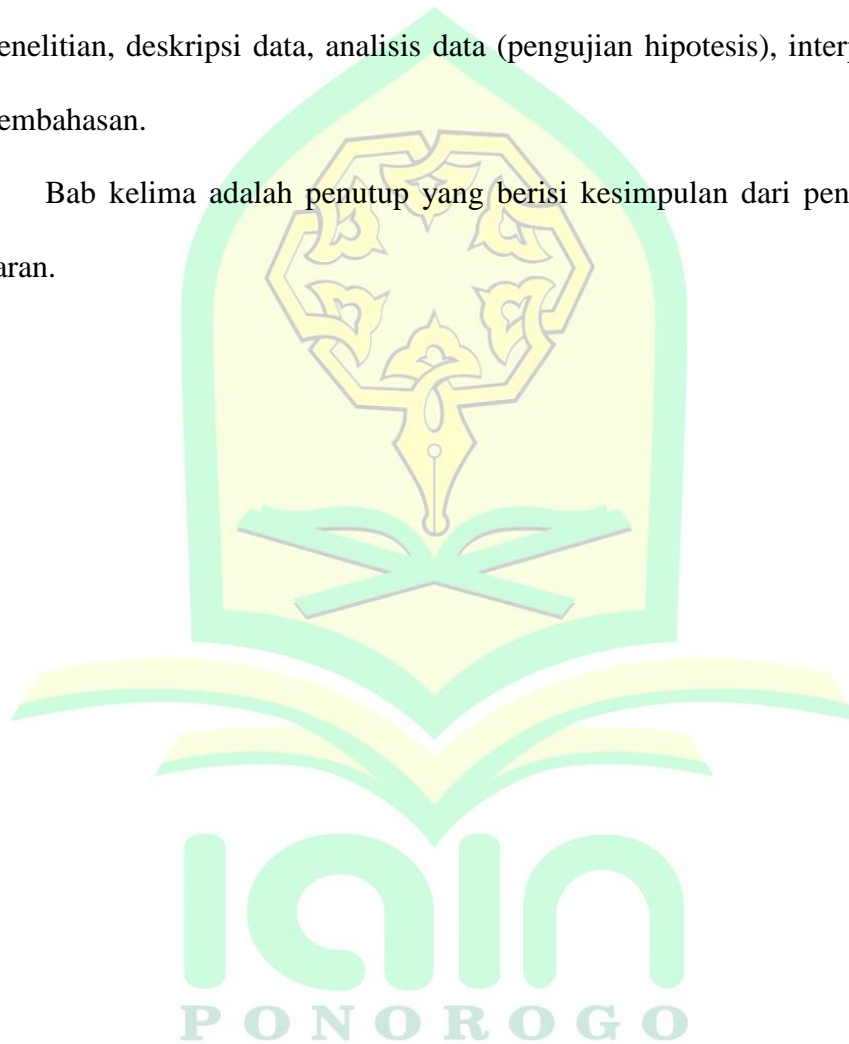 enelitian, deskripsi data, analisis data (pengujian hipotesis), inter
embahasan.
Bab kelima adalah penutup yang berisi kesimpulan dari pen
aran.
iain
PONOROGO